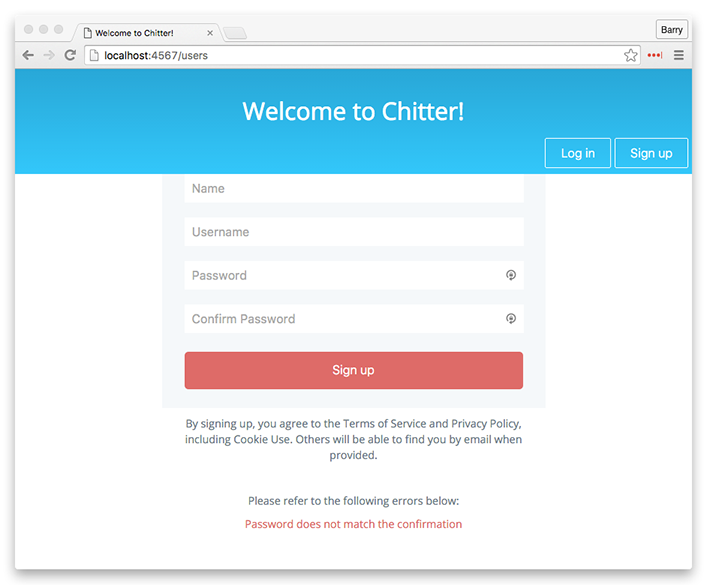 Welcome to Chitter!
Barry
localhost:4567/users
Welcome to Chitter!
Log in
Sign up
Name
Username
Password
Confirm Password
Sign up
By signing up, you agree to the Terms of Service and Privacy Policy,
including Cookie Use. Others will be able to find you by email when
provided.
Please refer to the following errors below:
Password does not match the confirmation